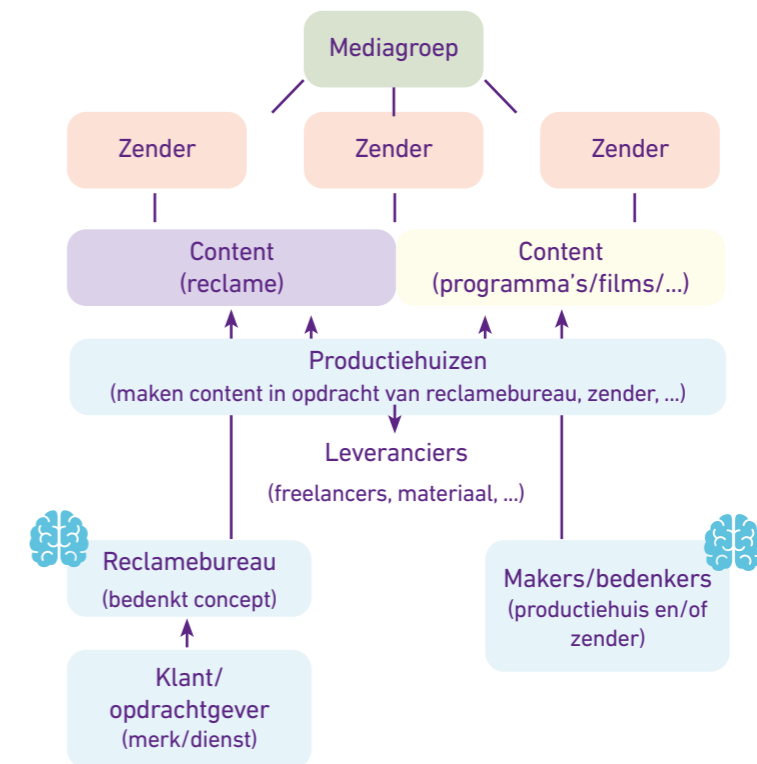 Mediagroep
Zender
Zender
Zender
Content
(reclame)
Content
(programma's/films/...)
Productiehuizen
(maken content in opdracht van reclamebureau, zender, ...)
Leveranciers
(freelancers, materiaal, ...)
Reclamebureau
(bedenkt concept)
Makers/bedenkers
(productiehuis en/of
zender)
Klant/
opdrachtgever
(merk/dienst)